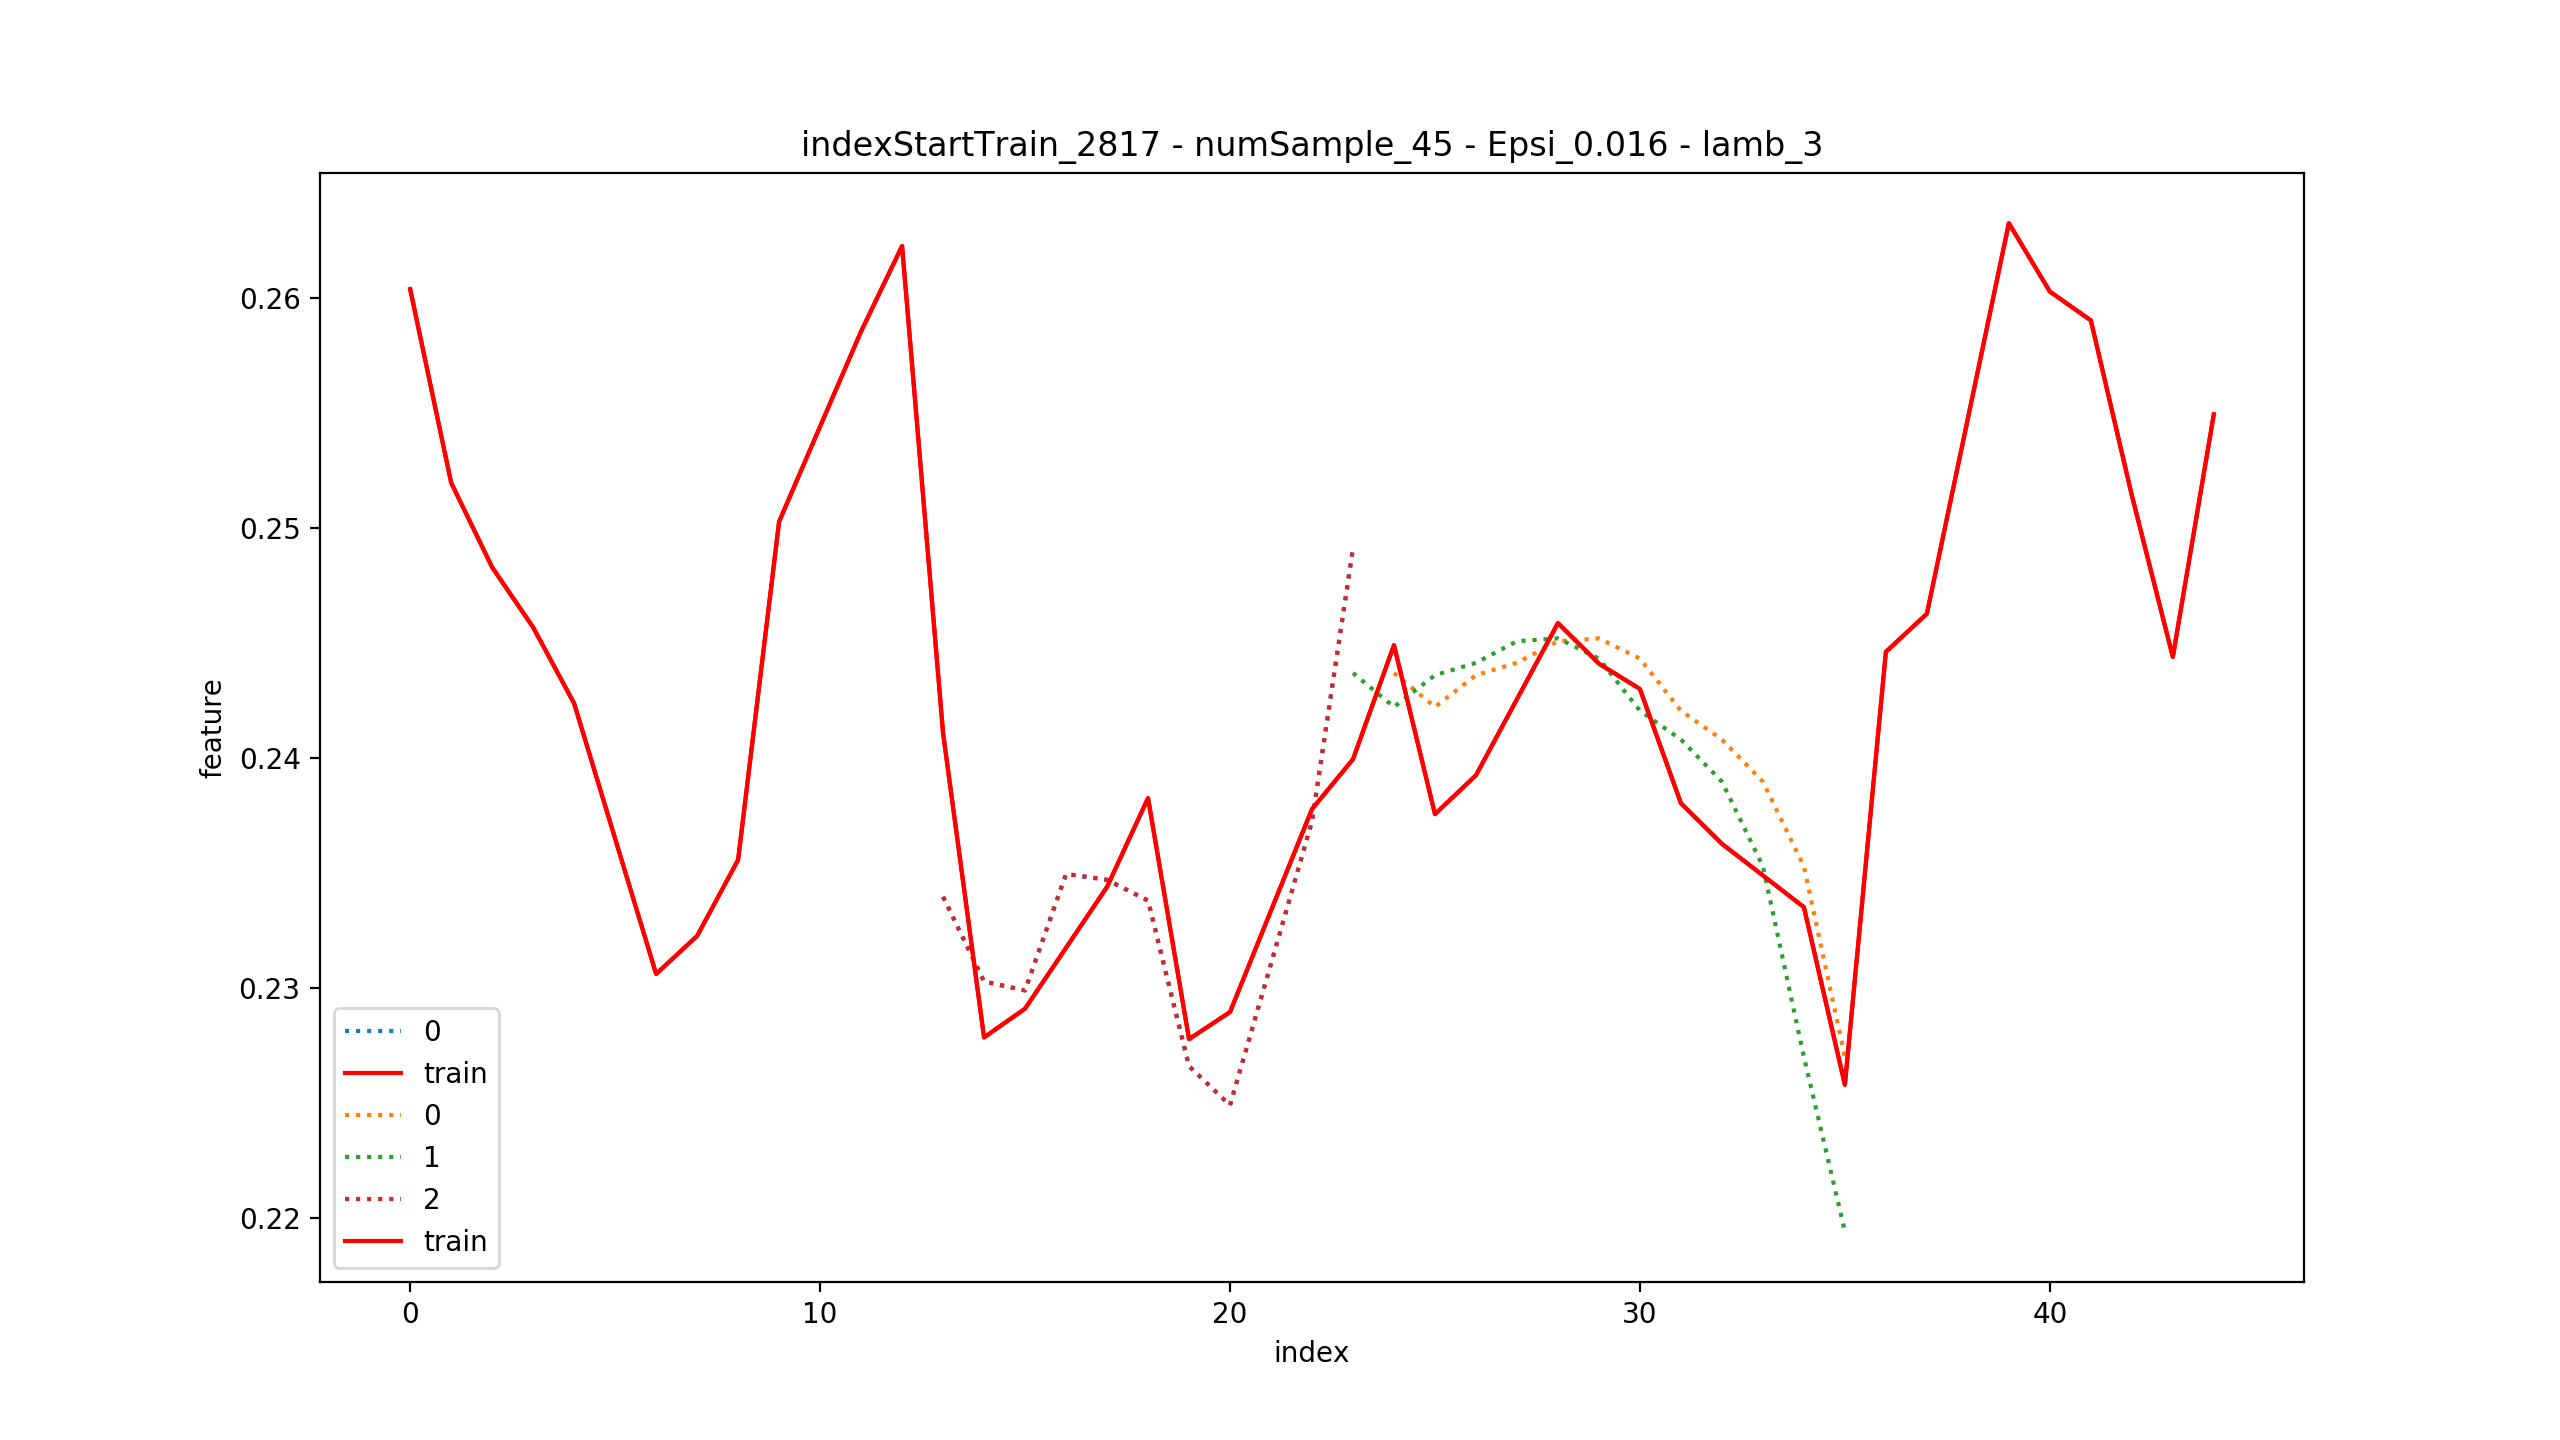 indexStartTrain_2817 - numSample_45 - Epsi_0.016 - lamb_3
feature
0.26
0.25
0.24
0.23
0.22
0
train
0
1
2
train
0 10 20 30 40
index